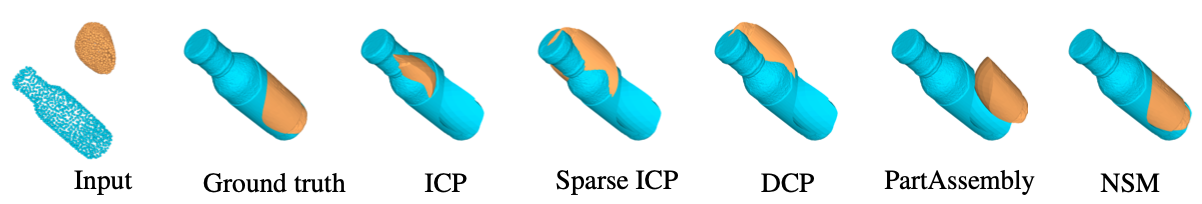 Input Ground truth ICP Sparse ICP DCP PartAssembly NSM